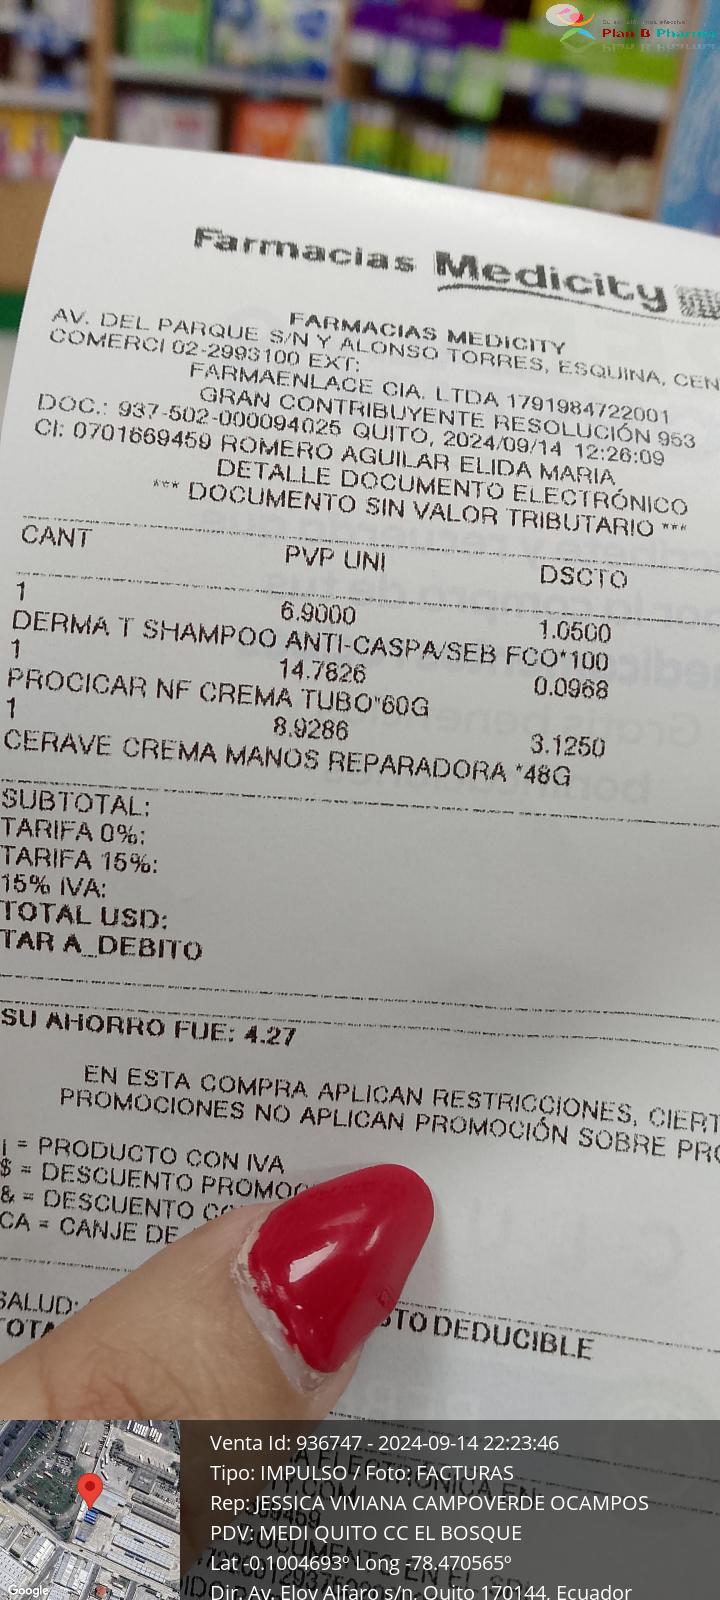 Plan B Pharma
Farmacias Medicity
FARMACIAS MEDICITY
AV. DEL PARQUE S/N Y ALONSO TORRES, ESQUINA, CEN
COMERCI 02-2993100 EXT:
FARMAENLACE CIA. LTDA 1791984722001
GRAN CONTRIBUYENTE RESOLUCIÓN 953
DOC.: 937-502-000094025 QUITO, 2024/09/14 12:26:09
CI: 0701669459 ROMERO AGUILAR ELIDA MARIA
DETALLE DOCUMENTO ELECTRÓNICO
*** DOCUMENTO SIN VALOR TRIBUTARIO ***
CANT PVP UNI DSCTO
1 6.9000 1.0500
DERMA T SHAMPOO ANTI-CASPA/SEB FCO*100
1 14.7826 0.0968
PROCICAR NF CREMA TUBO*60G
1 8.9286 3.1250
CERAVE CREMA MANOS REPARADORA *48G
SUBTOTAL:
TARIFA 0%:
TARIFA 15%:
15% IVA:
TOTAL USD:
TAR A_DEBITO
SU AHORRO FUE: 4.27
EN ESTA COMPRA APLICAN RESTRICCIONES, CIERT
PROMOCIONES NO APLICAN PROMOCIÓN SOBRE PRO
= PRODUCTO CON IVA
$ = DESCUENTO PROMO
& = DESCUENTO CO
CA = CANJE DE
SALUD:
TOTA STO DEDUCIBLE
Venta Id: 936747 - 2024-09-14 22:23:46
Tipo: IMPULSO / Foto: FACTURAS
Rep: JESSICA VIVIANA CAMPOVERDE OCAMPOS
PDV: MEDI QUITO CC EL BOSQUE
Lat -0.1004693º Long -78.470565º
Dir. Av. Eloy Alfaro s/n, Quito 170144, Ecuador
Google